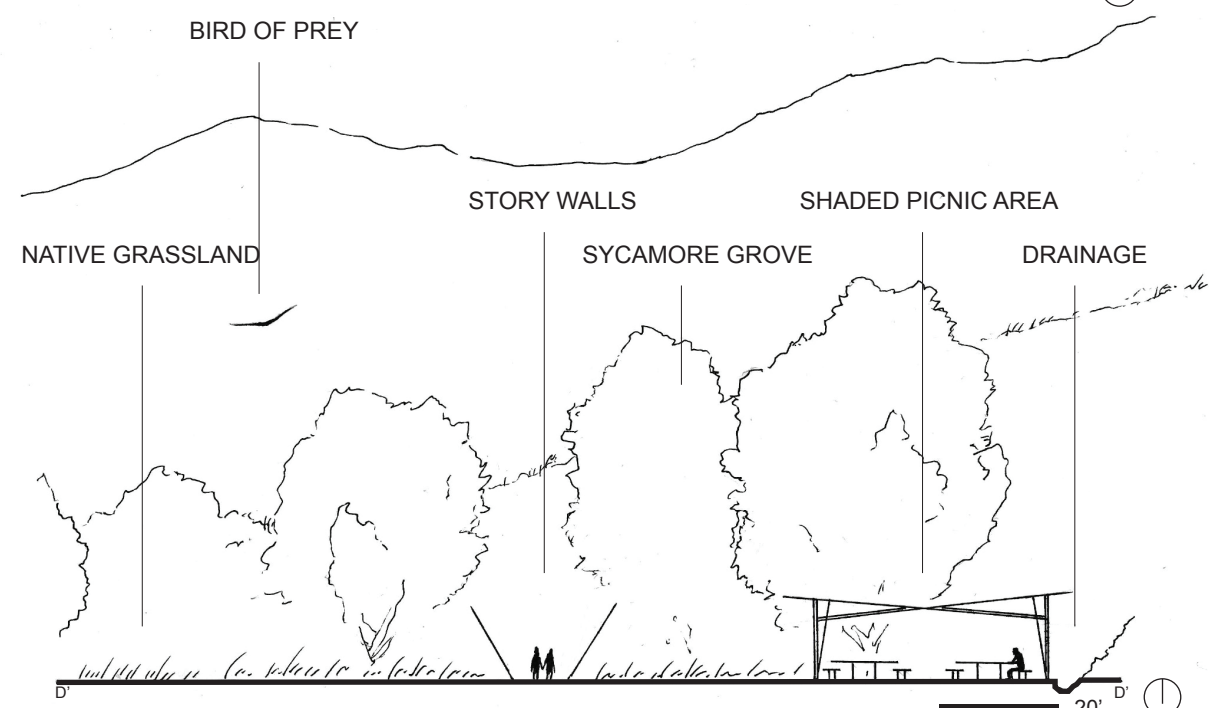 BIRD OF PREY
STORY WALLS
SHADED PICNIC AREA
NATIVE GRASSLAND
SYCAMORE GROVE
DRAINAGE
D'
D'
20'